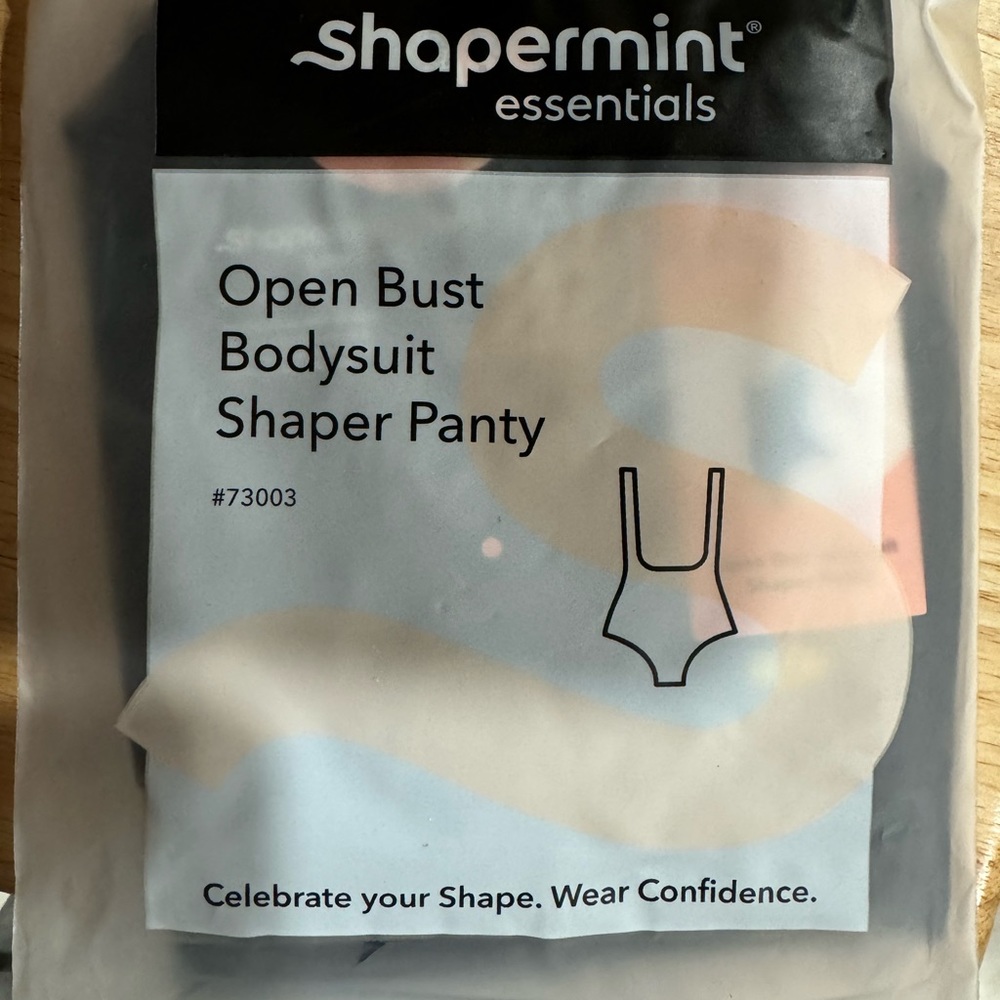 Shapermint®
essentials
Open Bust
Bodysuit
Shaper Panty
#73003
Celebrate your Shape. Wear Confidence.